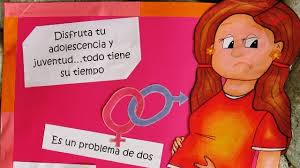 Disfruta tu
adolescencia y
juventud...todo tiene
su tiempo
Es un problema de dos